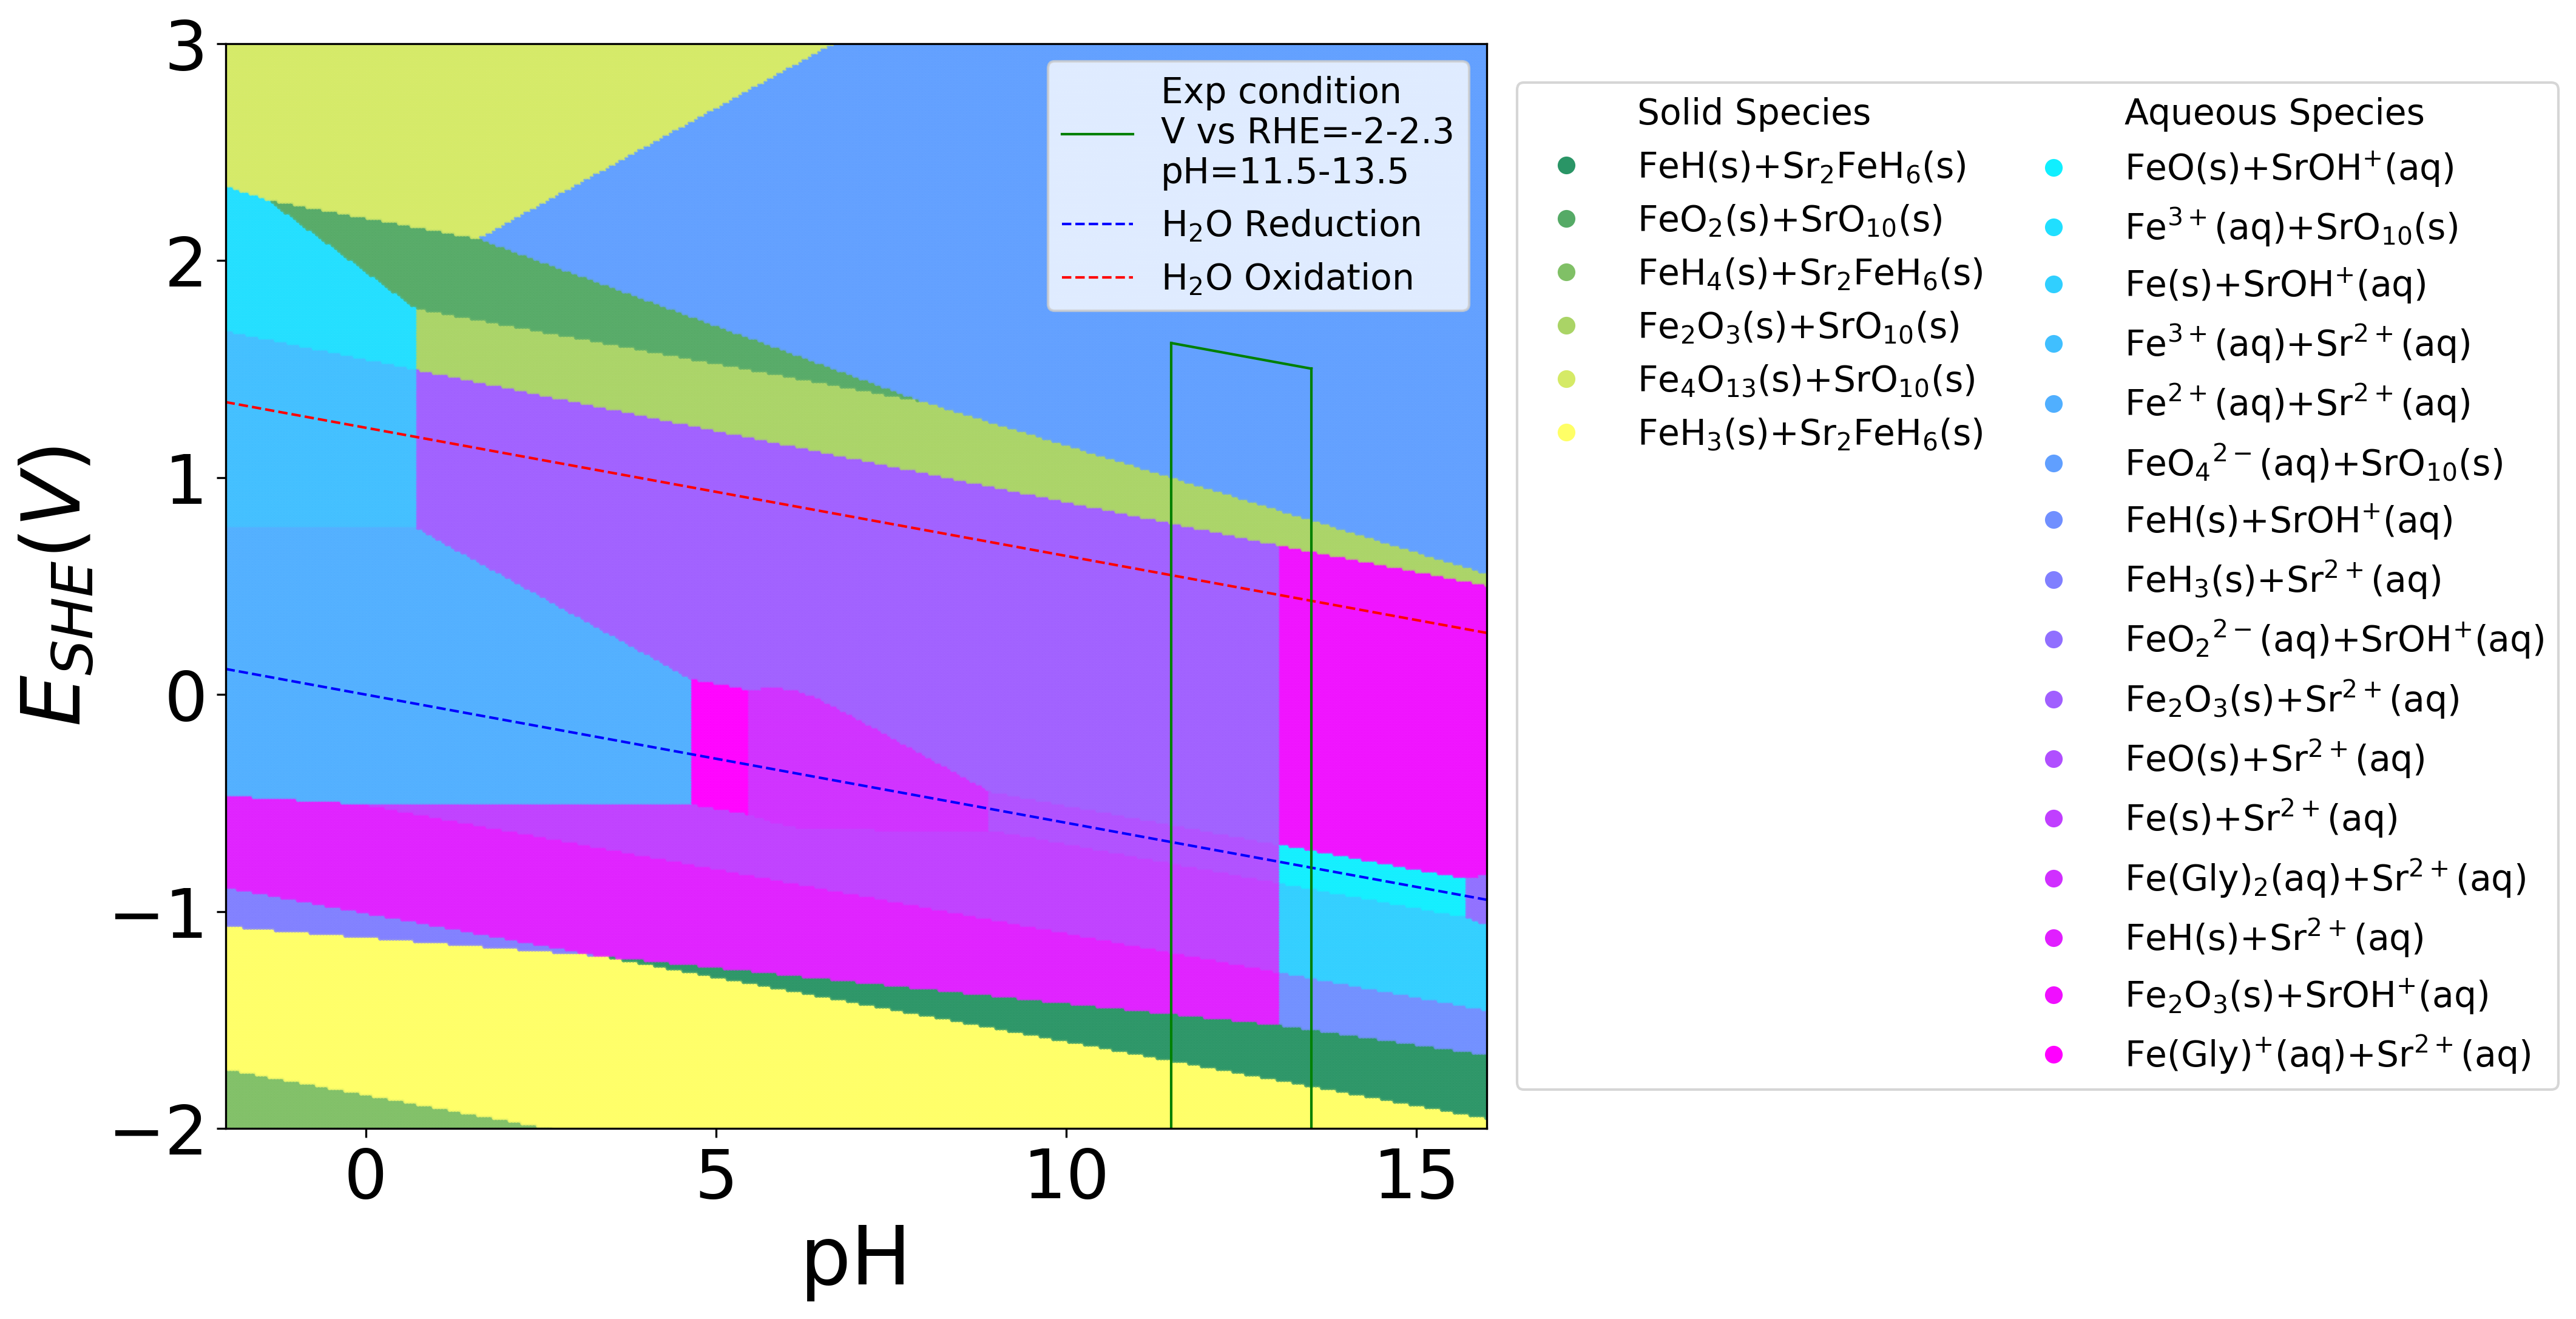 3
2
1
0
−1
−2
E_SHE(V)
0
5
10
15
pH
Exp condition
V vs RHE=-2-2.3
pH=11.5-13.5
H₂O Reduction
H₂O Oxidation
Solid Species
FeH(s)+Sr₂FeH₆(s)
FeO₂(s)+SrO₁₀(s)
FeH₄(s)+Sr₂FeH₆(s)
Fe₂O₃(s)+SrO₁₀(s)
Fe₄O₁₃(s)+SrO₁₀(s)
FeH₃(s)+Sr₂FeH₆(s)
Aqueous Species
FeO(s)+SrOH⁺(aq)
Fe³⁺(aq)+SrO₁₀(s)
Fe(s)+SrOH⁺(aq)
Fe³⁺(aq)+Sr²⁺(aq)
Fe²⁺(aq)+Sr²⁺(aq)
FeO₄²⁻(aq)+SrO₁₀(s)
FeH(s)+SrOH⁺(aq)
FeH₃(s)+Sr²⁺(aq)
FeO₂²⁻(aq)+SrOH⁺(aq)
Fe₂O₃(s)+Sr²⁺(aq)
FeO(s)+Sr²⁺(aq)
Fe(s)+Sr²⁺(aq)
Fe(Gly)₂(aq)+Sr²⁺(aq)
FeH(s)+Sr²⁺(aq)
Fe₂O₃(s)+SrOH⁺(aq)
Fe(Gly)⁺(aq)+Sr²⁺(aq)